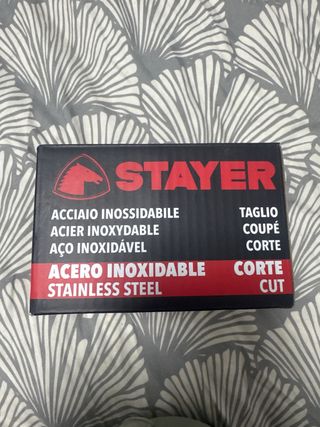 STAYER
ACCIAIO INOSSIDABILE TAGLIO
ACIER INOXYDABLE COUPÉ
AÇO INOXIDÁVEL CORTE
ACERO INOXIDABLE CORTE
STAINLESS STEEL CUT